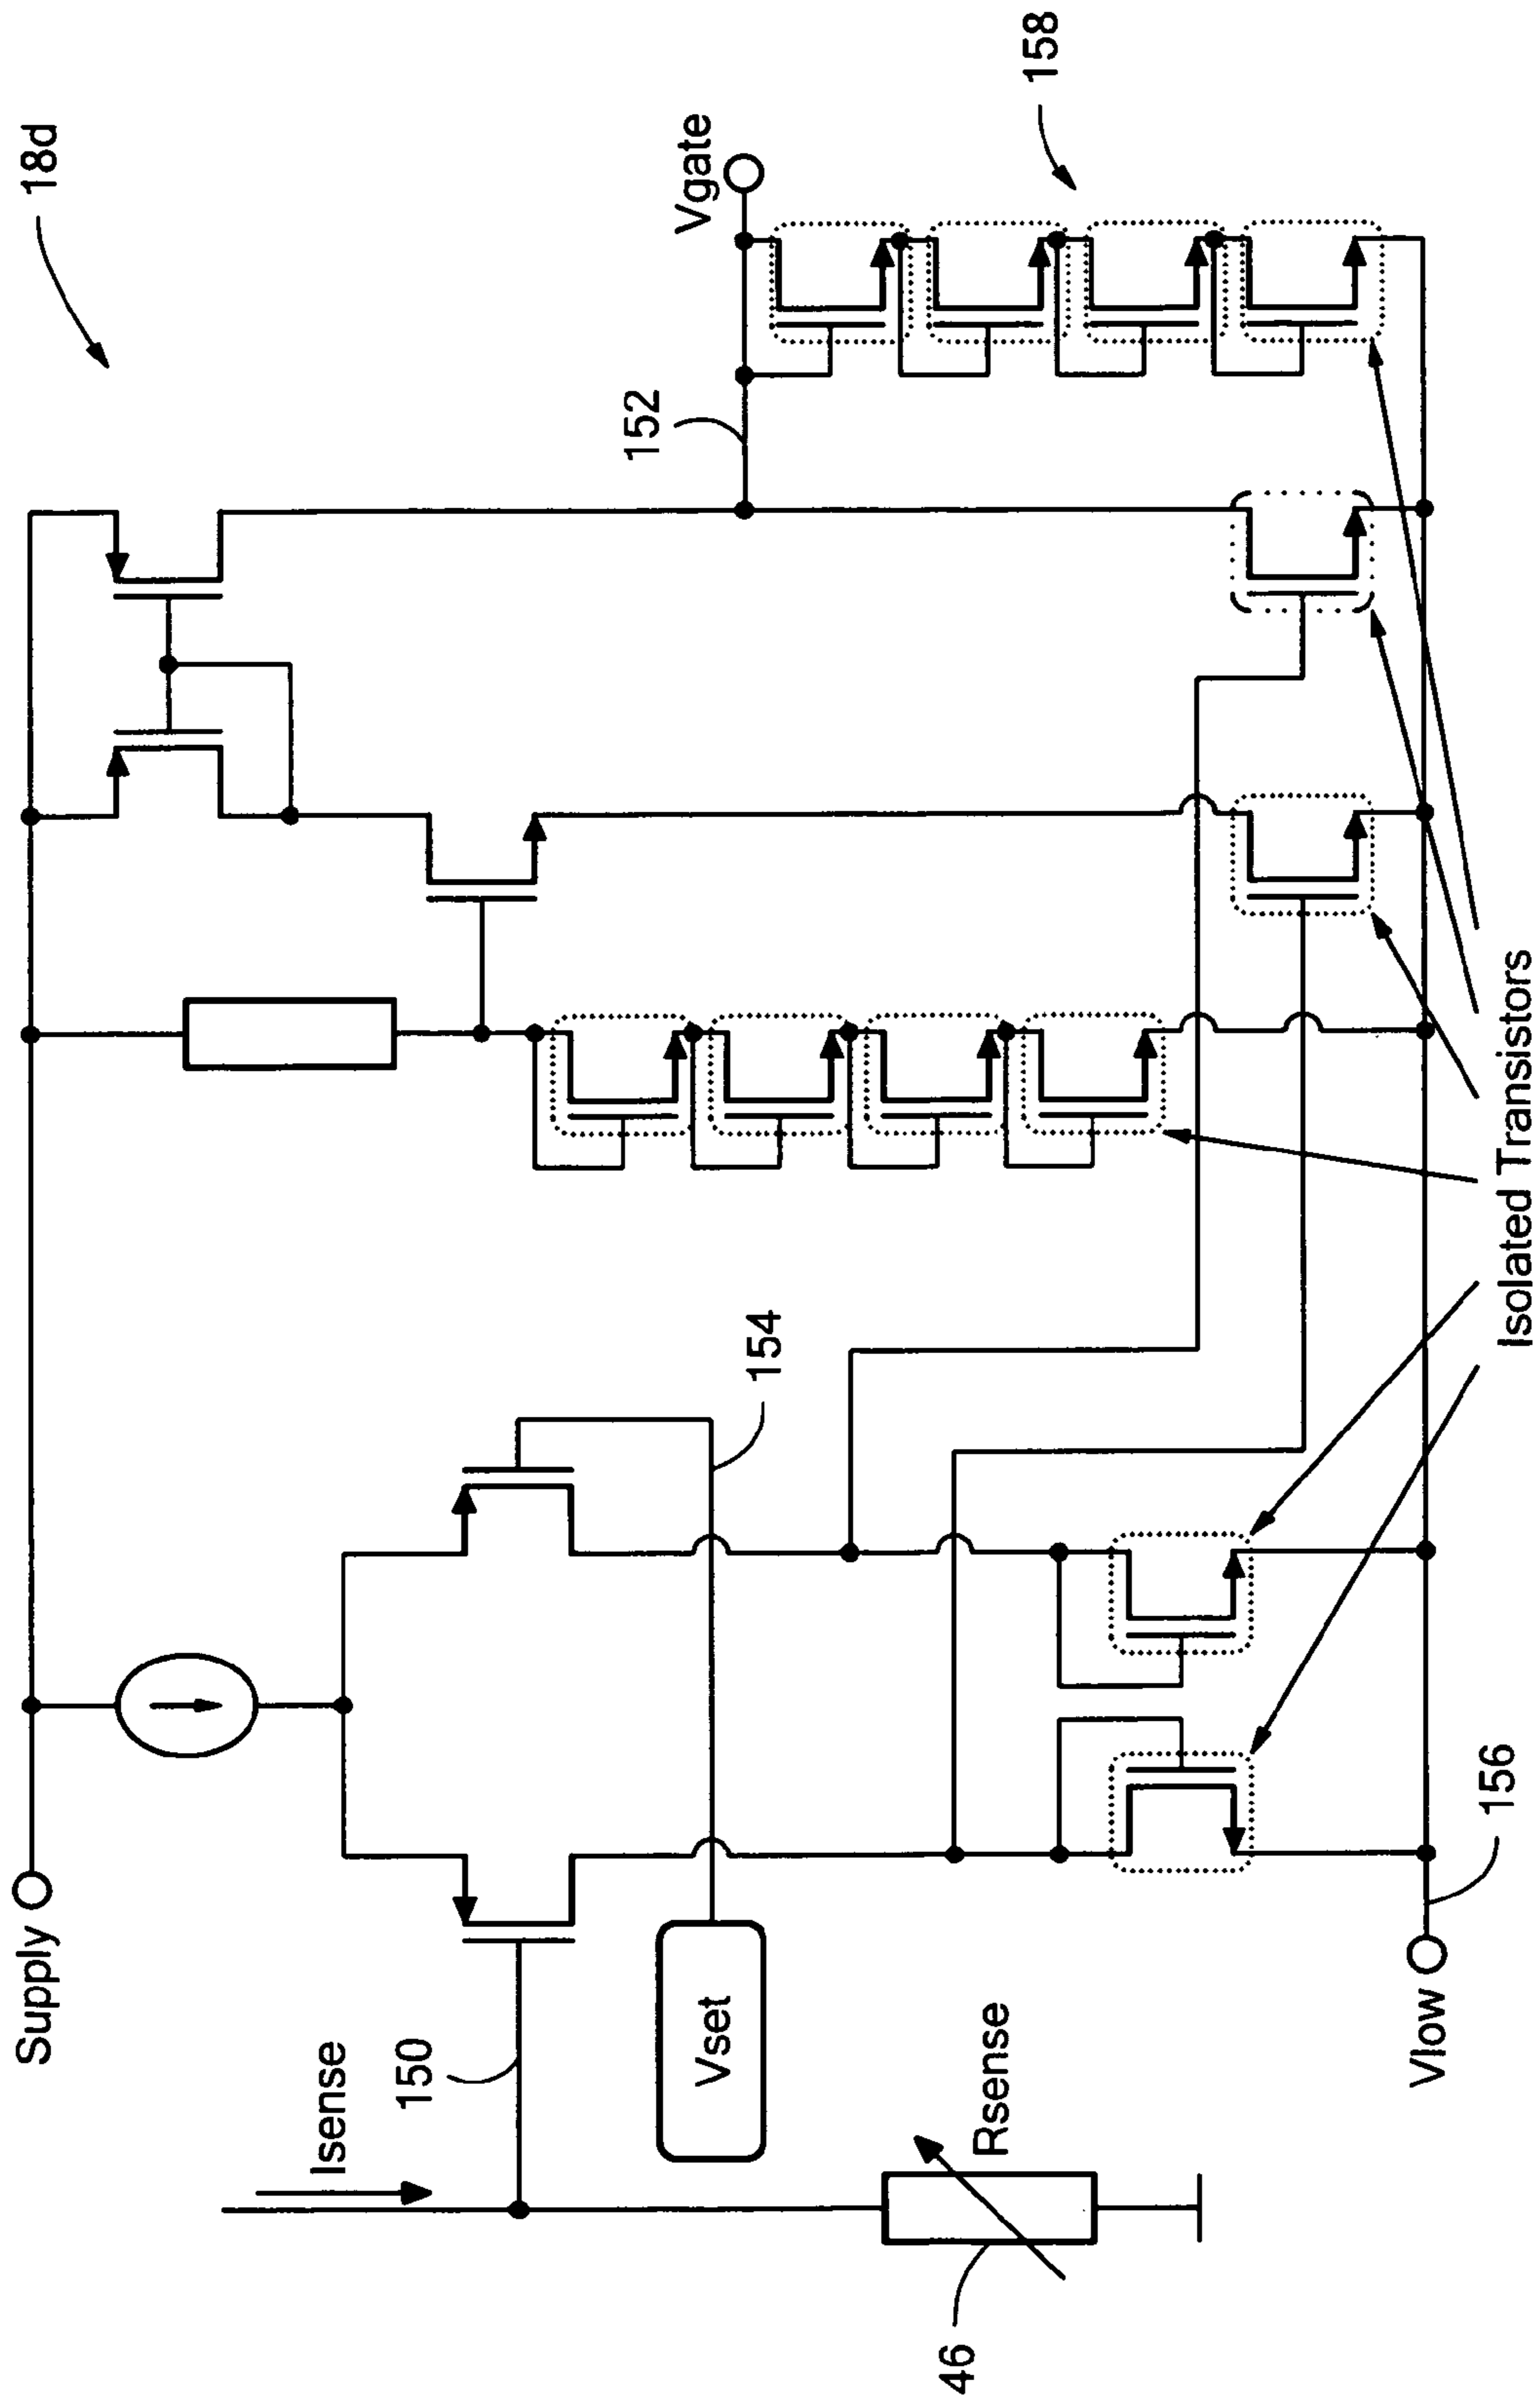 18d
Supply
Isense
150
Vset
154
152
Vgate
158
Rsense
46
Vlow
156
Isolated Transistors